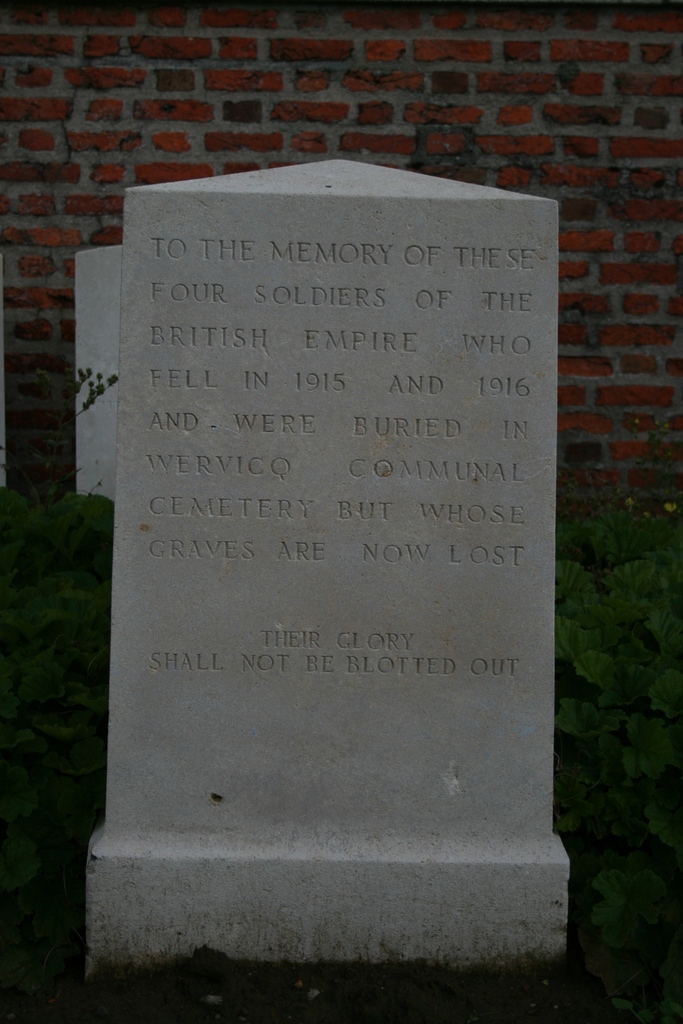 TO THE MEMORY OF THESE
FOUR SOLDIERS OF THE
BRITISH EMPIRE WHO
FELL IN 1915 AND 1916
AND WERE BURIED IN
WERVICQ COMMUNAL
CEMETERY BUT WHOSE
GRAVES ARE NOW LOST
THEIR GLORY
SHALL NOT BE BLOTTED OUT